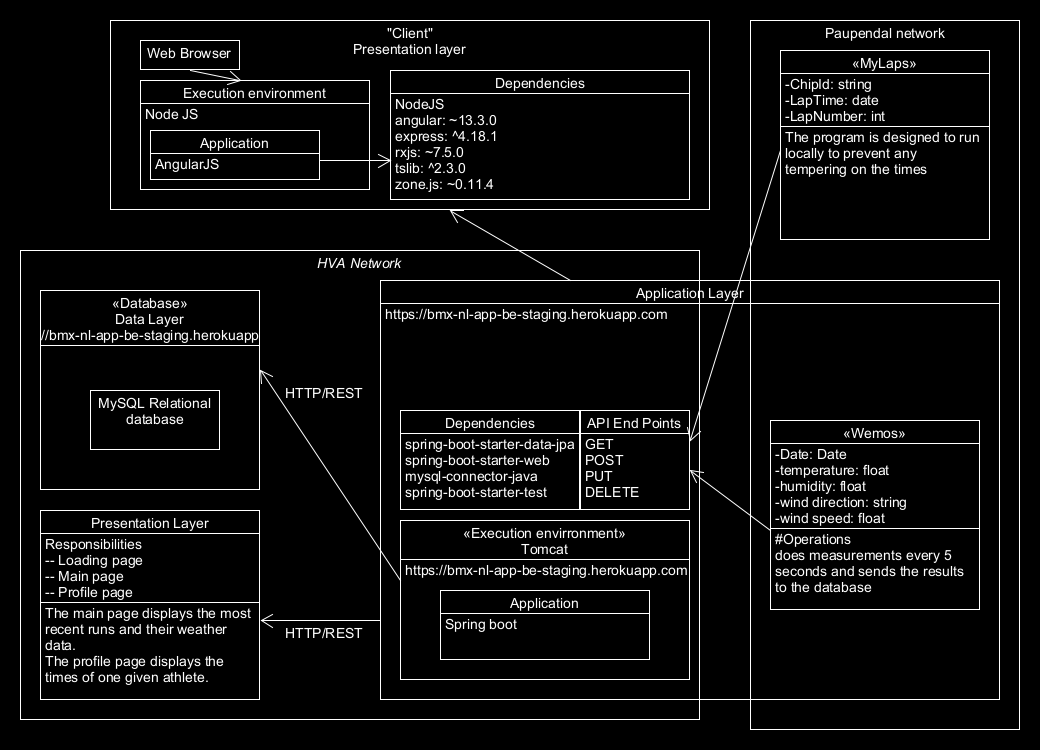 "Client"
Presentation layer
Web Browser
Execution environment
Node JS
Application
AngularJS
Dependencies
NodeJS
angular: ~13.3.0
express: ^4.18.1
rxjs: ~7.5.0
tslib: ^2.3.0
zone.js: ~0.11.4
Paupendal network
«MyLaps»
-ChipId: string
-LapTime: date
-LapNumber: int
The program is designed to run
locally to prevent any
tempering on the times
HVA Network
«Database»
Data Layer
//bmx-nl-app-be-staging.herokuapp
MySQL Relational
database
Presentation Layer
Responsibilities
-- Loading page
-- Main page
-- Profile page
The main page displays the most
recent runs and their weather
data.
The profile page displays the
times of one given athlete.
HTTP/REST
HTTP/REST
Application Layer
https://bmx-nl-app-be-staging.herokuapp.com
Dependencies
spring-boot-starter-data-jpa
spring-boot-starter-web
mysql-connector-java
spring-boot-starter-test
API End Points
GET
POST
PUT
DELETE
«Execution envirronment»
Tomcat
https://bmx-nl-app-be-staging.herokuapp.com
Application
Spring boot
«Wemos»
-Date: Date
-temperature: float
-humidity: float
-wind direction: string
-wind speed: float
#Operations
does measurements every 5
seconds and sends the results
to the database